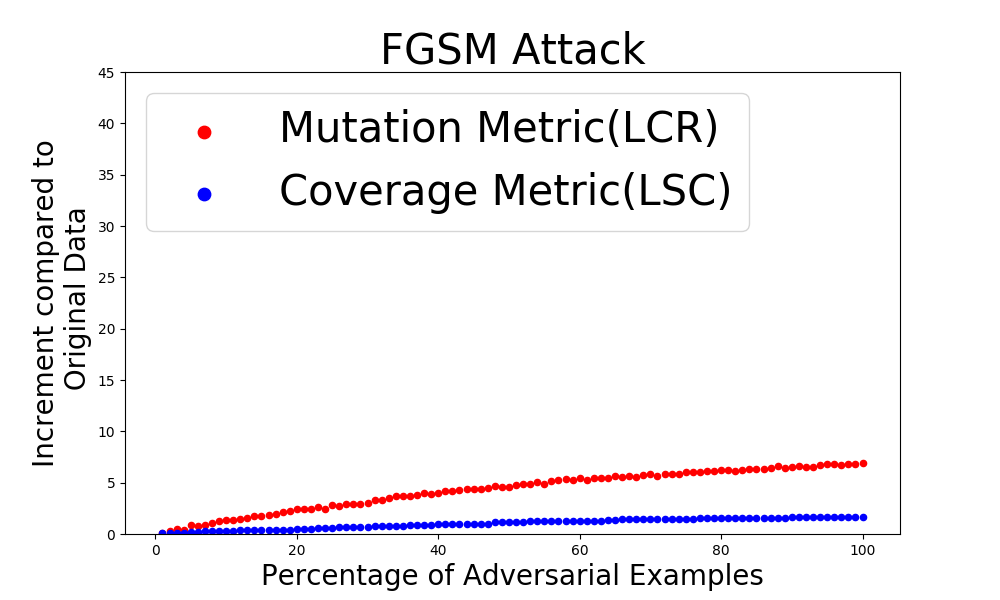 FGSM Attack
45
40
35
30
25
20
15
10
5
0
Increment compared to
Original Data
Mutation Metric(LCR)
Coverage Metric(LSC)
0 20 40 60 80 100
Percentage of Adversarial Examples